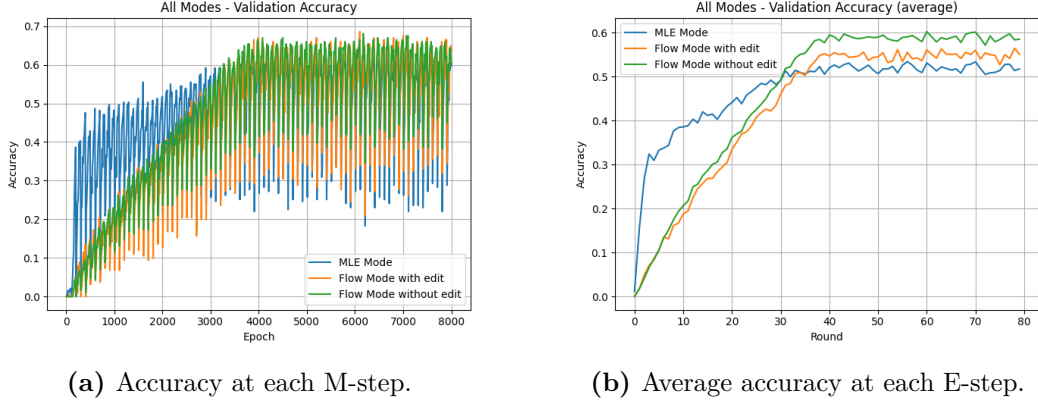 All Modes - Validation Accuracy
Accuracy
0.7
0.6
0.5
0.4
0.3
0.2
0.1
0.0
MLE Mode
Flow Mode with edit
Flow Mode without edit
0 1000 2000 3000 4000 5000 6000 7000 8000
Epoch
(a) Accuracy at each M-step.
All Modes - Validation Accuracy (average)
Accuracy
0.6
0.5
0.4
0.3
0.2
0.1
0.0
MLE Mode
Flow Mode with edit
Flow Mode without edit
0 10 20 30 40 50 60 70 80
Round
(b) Average accuracy at each E-step.